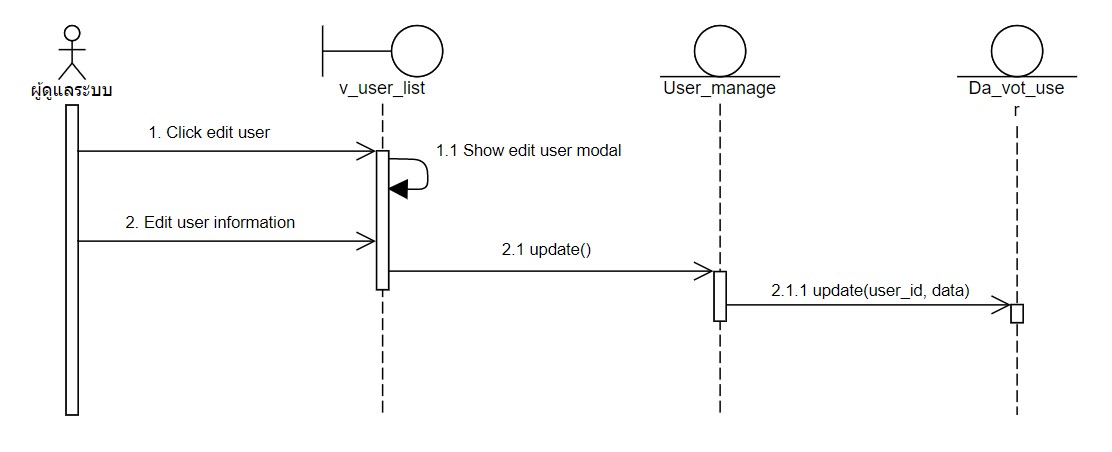 ผู้ดูแลระบบ
v_user_list
User_manage
Da_vot_use
r
1. Click edit user
1.1 Show edit user modal
2. Edit user information
2.1 update()
2.1.1 update(user_id, data)